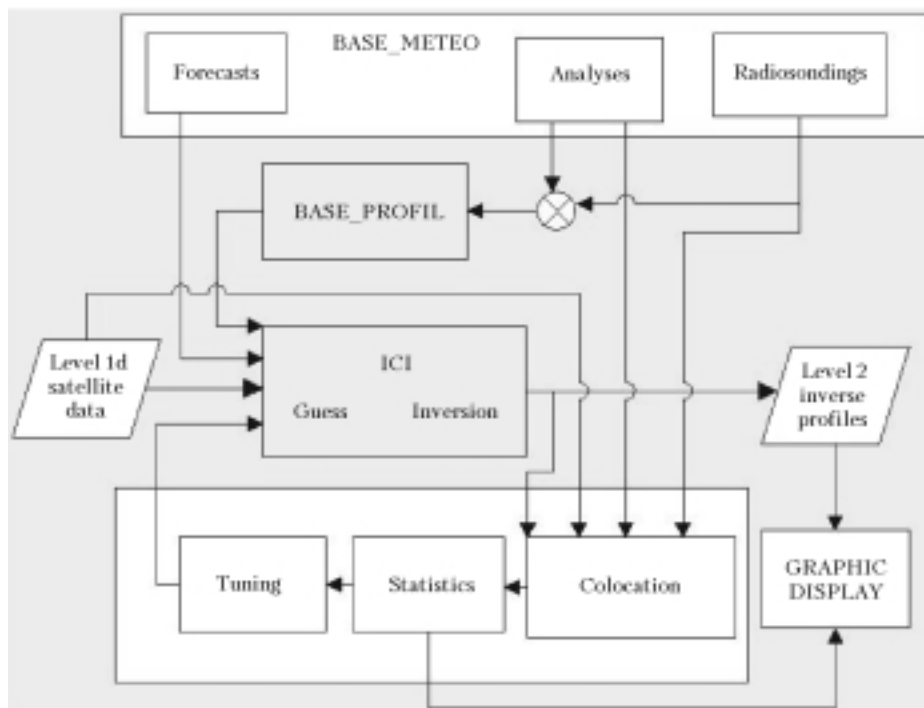 BASE_METEO
Forecasts
Analyses
Radiosondings
BASE_PROFIL
Level 1d
satellite
data
ICI
Guess Inversion
Level 2
inverse
profiles
Tuning
Statistics
Colocation
GRAPHIC
DISPLAY